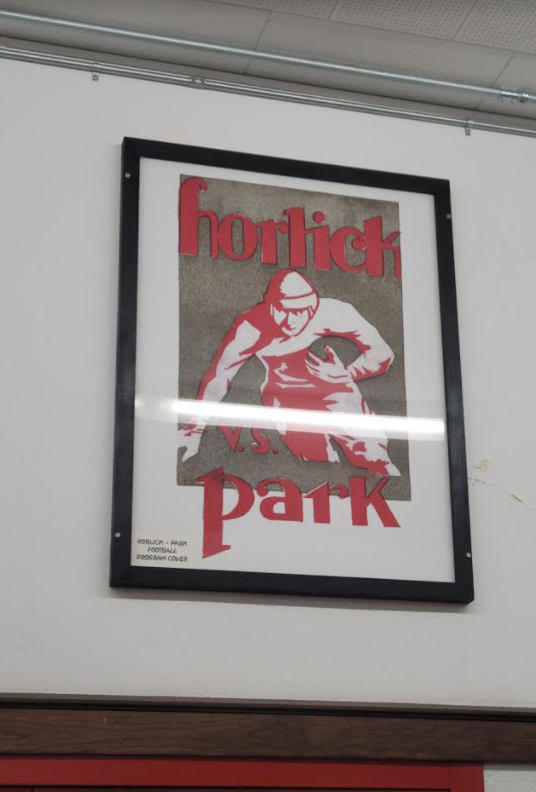 horlick
V.S.
park
HORLICK - PARK
FOOTBALL
PROGRAM COVER